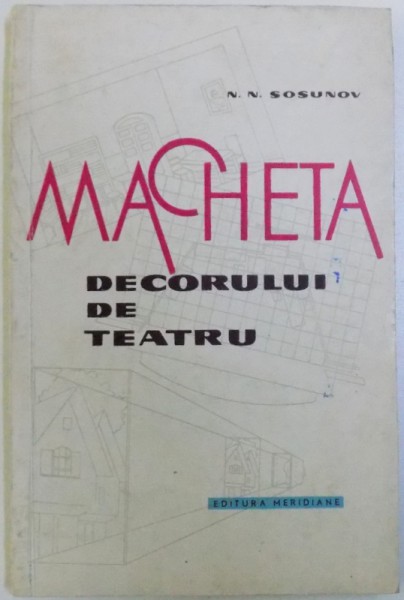 N. N. SOSUNOV
MACHETA
DECORULUI
DE
TEATRU
EDITURA MERIDIANE